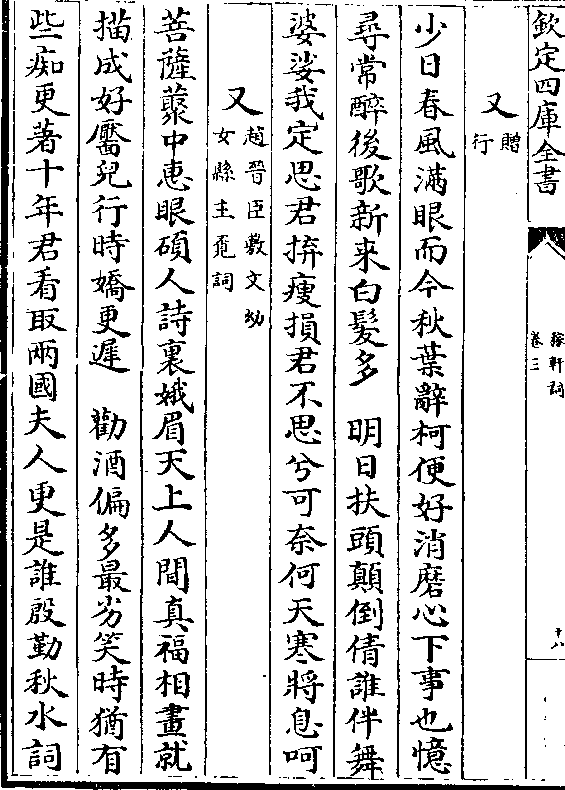 欽定四庫全書
稼軒詞
卷三
十八
又 贈
行
少日春風滿眼而今秋葉辭柯便好消磨心下事也憶
尋常醉後歌新來白髮多 明日扶頭顛倒倩誰伴舞
婆娑我定思君拚瘦損君不思兮可奈何天寒將息呵
又 趙晉臣敷文幼
女縣主覓詞
菩薩藂中惠眼碩人詩裏娥眉天上人間真福相畫就
描成好靨兒行時嬌更遲 勸酒偏多最劣笑時猶有
些痴更著十年君看取兩國夫人更是誰殷勤秋水詞